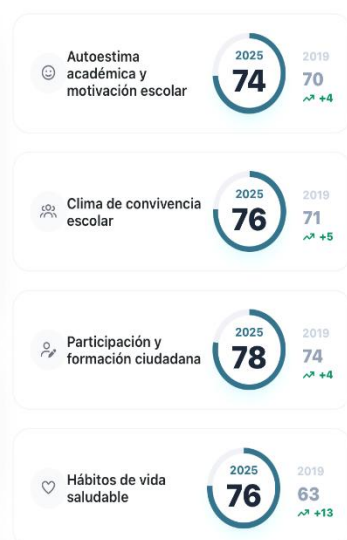 Autoestima
académica y
motivación escolar
2025
74
2019
70
+4
Clima de convivencia
escolar
2025
76
2019
71
+5
Participación y
formación ciudadana
2025
78
2019
74
+4
Hábitos de vida
saludable
2025
76
2019
63
+13